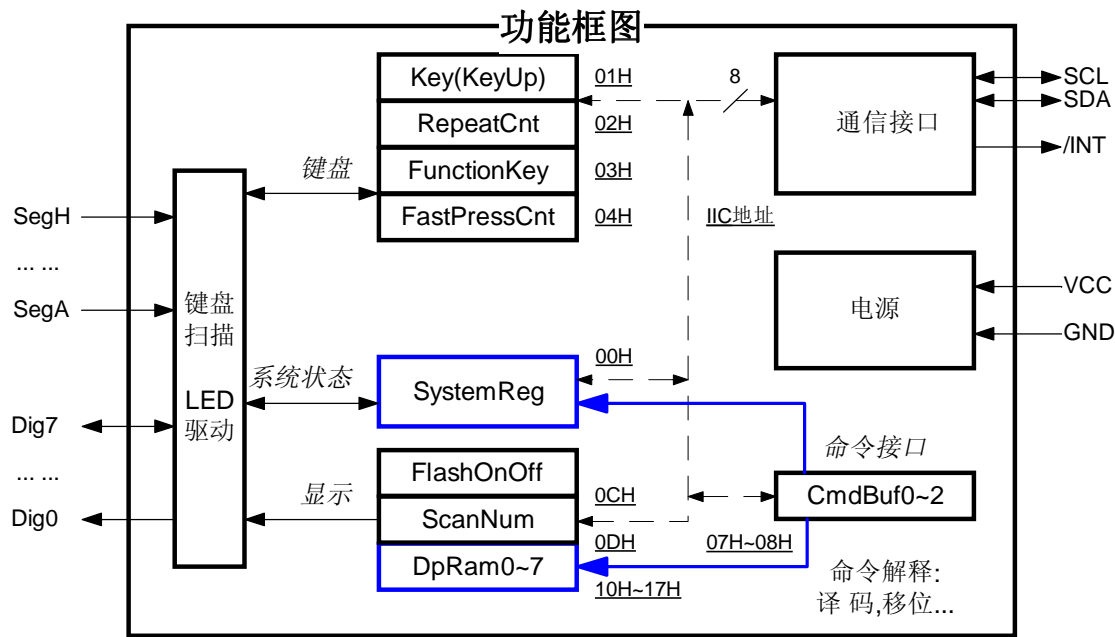 功能框图
Key(KeyUp)
01H
8
SCL
SDA
RepeatCnt
02H
通信接口
/INT
键盘
FunctionKey
03H
SegH
FastPressCnt
04H
IIC地址
... ...
SegA
键盘
扫描
LED
驱动
电源
VCC
GND
系统状态
SystemReg
00H
Dig7
... ...
Dig0
命令接口
FlashOnOff
显示
ScanNum
0CH
CmdBuf0~2
0DH
07H~08H
DpRam0~7
10H~17H
命令解释:
译 码,移位...